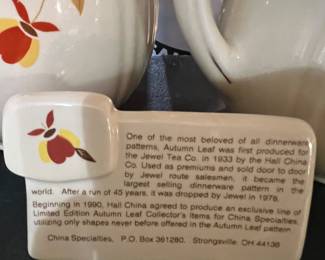 One of the most beloved of all dinnerware
patterns, Autumn Leaf was first produced for
the Jewel Tea Co. in 1933 by the Hall China
Co. Used as premiums and sold door to door
by Jewel route salesmen, it became the
largest selling dinnerware pattern in the
world. After a run of 45 years, it was dropped by Jewel in 1978.
Beginning in 1990, Hall China agreed to produce an exclusive line of
Limited Edition Autumn Leaf Collector's Items for China Specialties,
utilizing only shapes never before offered in the Autumn Leaf pattern.
China Specialties, P.O. Box 361280, Strongsville, OH 44136